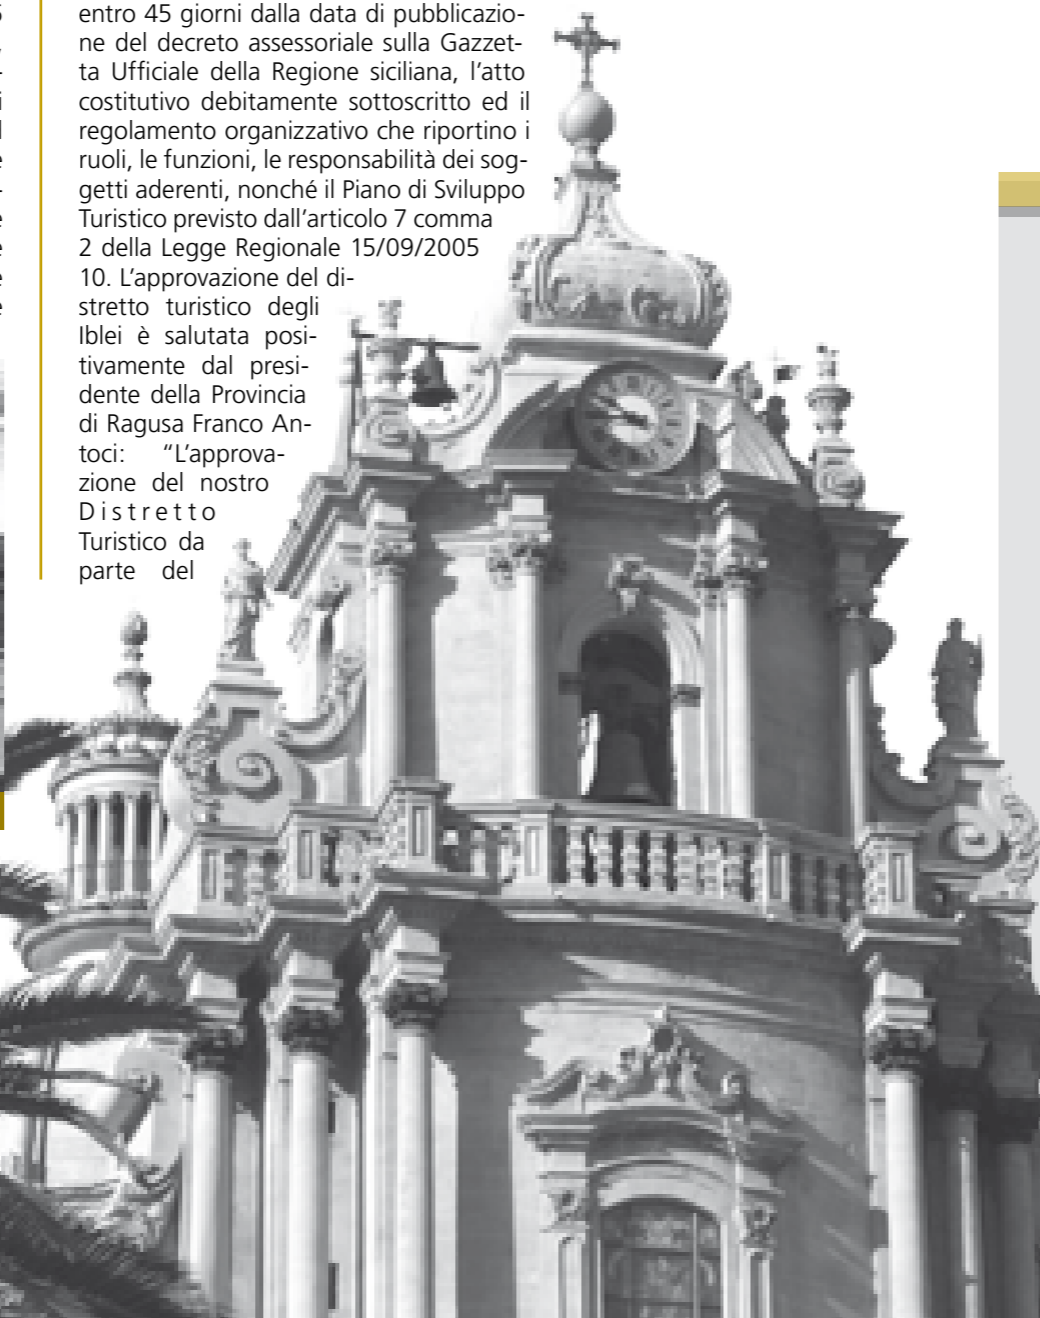 entro 45 giorni dalla data di pubblicazio-
ne del decreto assessoriale sulla Gazzet-
ta Ufficiale della Regione siciliana, l'atto
costitutivo debitamente sottoscritto ed il
regolamento organizzativo che riportino i
ruoli, le funzioni, le responsabilità dei sog-
getti aderenti, nonché il Piano di Sviluppo
Turistico previsto dall'articolo 7 comma
2 della Legge Regionale 15/09/2005
10. L'approvazione del di-
stretto turistico degli
Iblei è salutata posi-
tivamente dal presi-
dente della Provincia
di Ragusa Franco An-
toci: "L'approva-
zione del nostro
Distretto
Turistico da
parte del